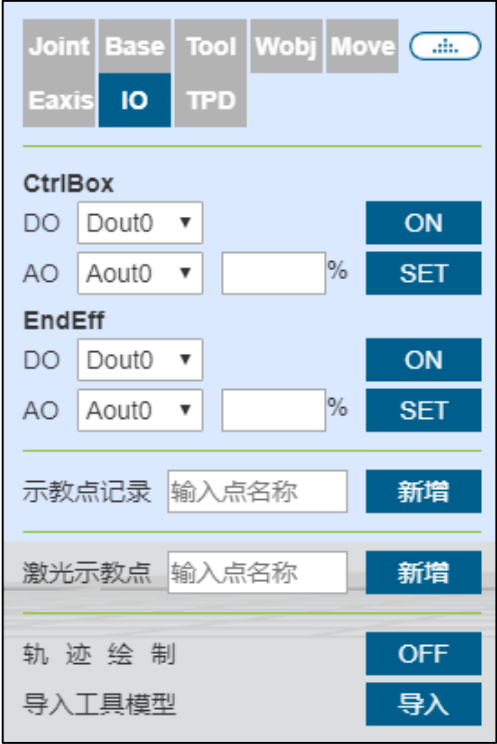 Joint Base Tool Wobj Move
Eaxis IO TPD
CtrlBox
DO Dout0 ON
AO Aout0 % SET
EndEff
DO Dout0 ON
AO Aout0 % SET
示教点记录 输入点名称 新增
激光示教点 输入点名称 新增
轨 迹 绘 制 OFF
导入工具模型 导入